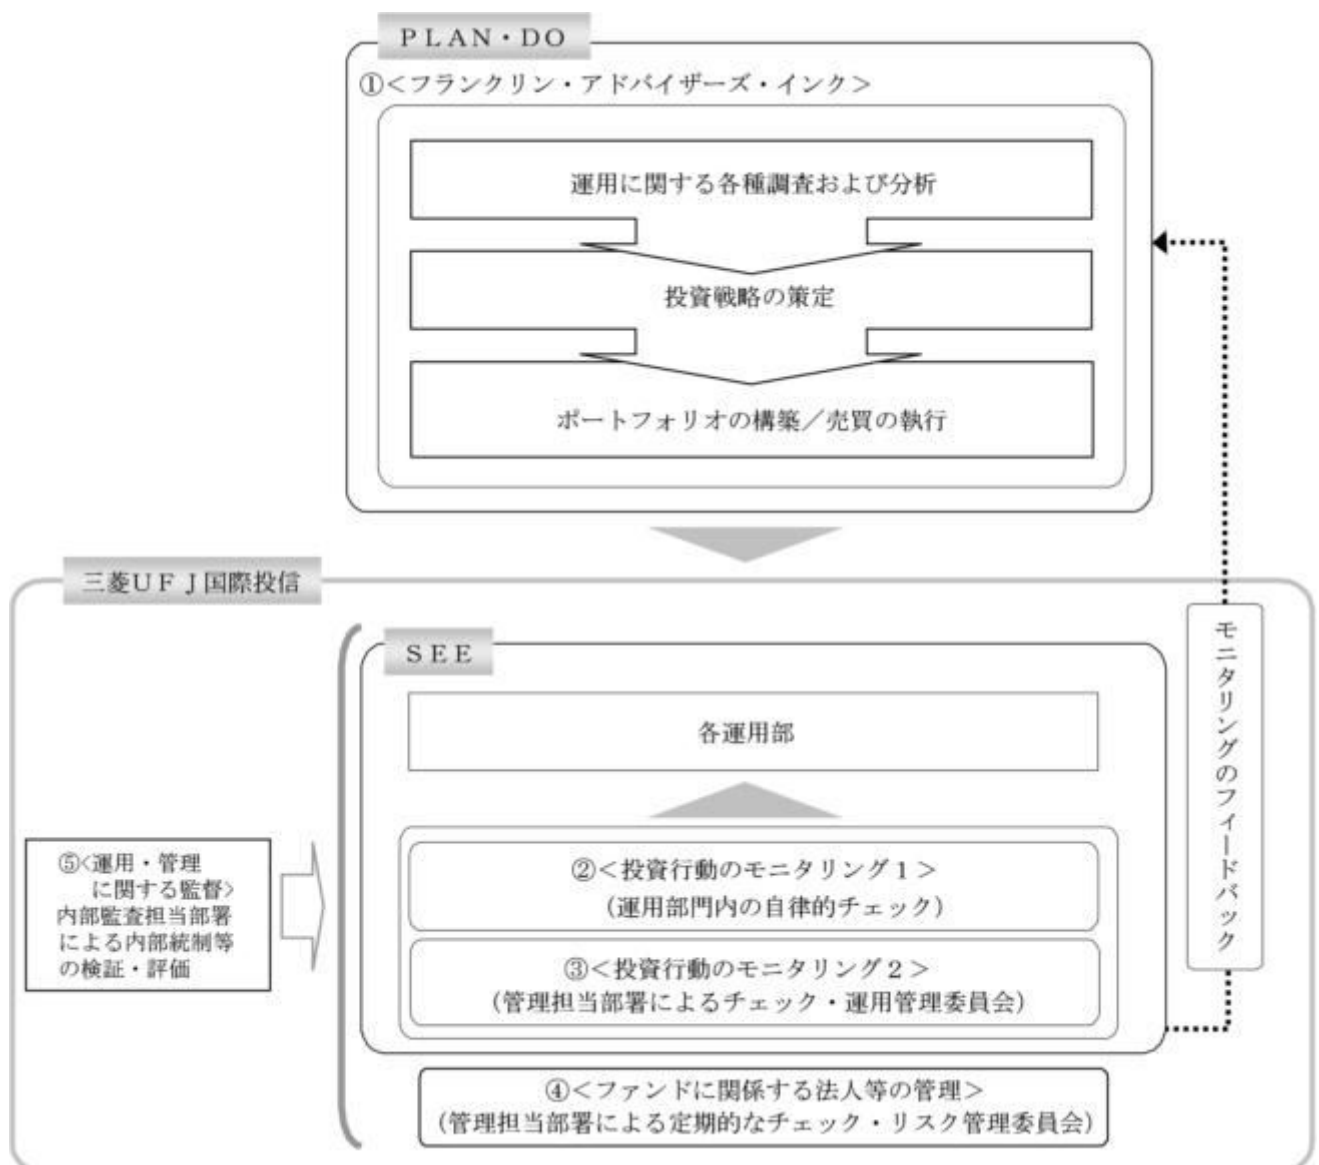 ＰＬＡＮ・ＤＯ
①＜フランクリン・アドバイザーズ・インク＞
運用に関する各種調査および分析
投資戦略の策定
ポートフォリオの構築／売買の執行
三菱ＵＦＪ国際投信
ＳＥＥ
各運用部
②＜投資行動のモニタリング１＞
（運用部門内の自律的チェック）
③＜投資行動のモニタリング２＞
（管理担当部署によるチェック・運用管理委員会）
④＜ファンドに関係する法人等の管理＞
（管理担当部署による定期的なチェック・リスク管理委員会）
⑤＜運用・管理
に関する監督＞
内部監査担当部署
による内部統制等
の検証・評価
モニタリングのフィードバック